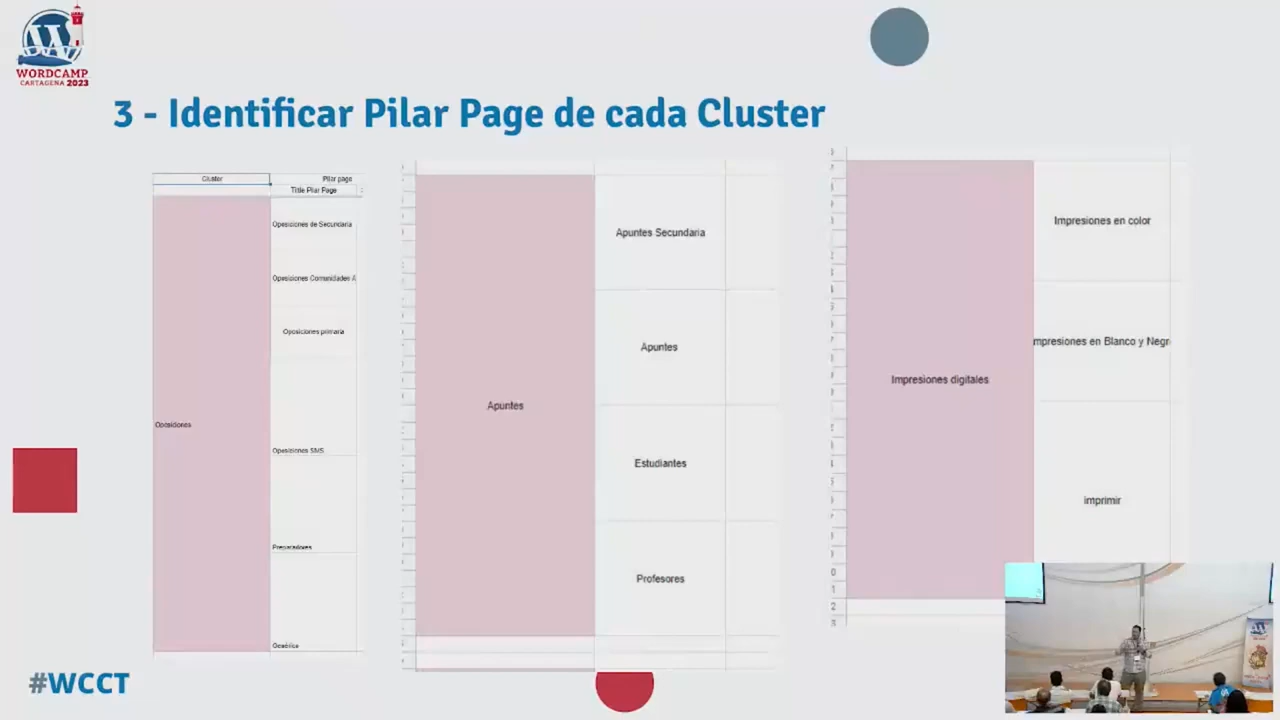 WORDCAMP
CARTAGENA 2023
3 - Identificar Pilar Page de cada Cluster
Cluster
Pilar page
Title Pilar Page
Oposiciones
Oposiciones de Secundaria
Oposiciones Comunidades A
Oposiciones primaria
Oposiciones SMS
Preparadores
Genérica
Apuntes
Apuntes Secundaria
Apuntes
Estudiantes
Profesores
Impresiones digitales
Impresiones en color
mpresiones en Blanco y Negr
imprimir
#WCCT